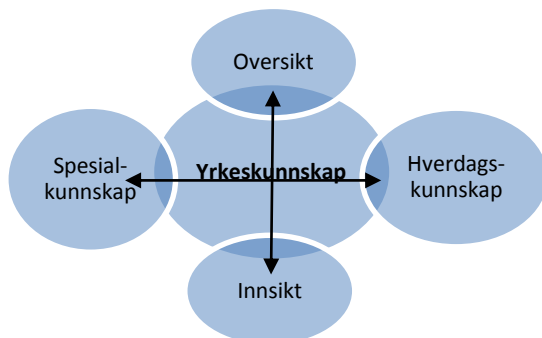 Oversikt
Spesial-
kunnskap
Yrkeskunnskap
Hverdags-
kunnskap
Innsikt